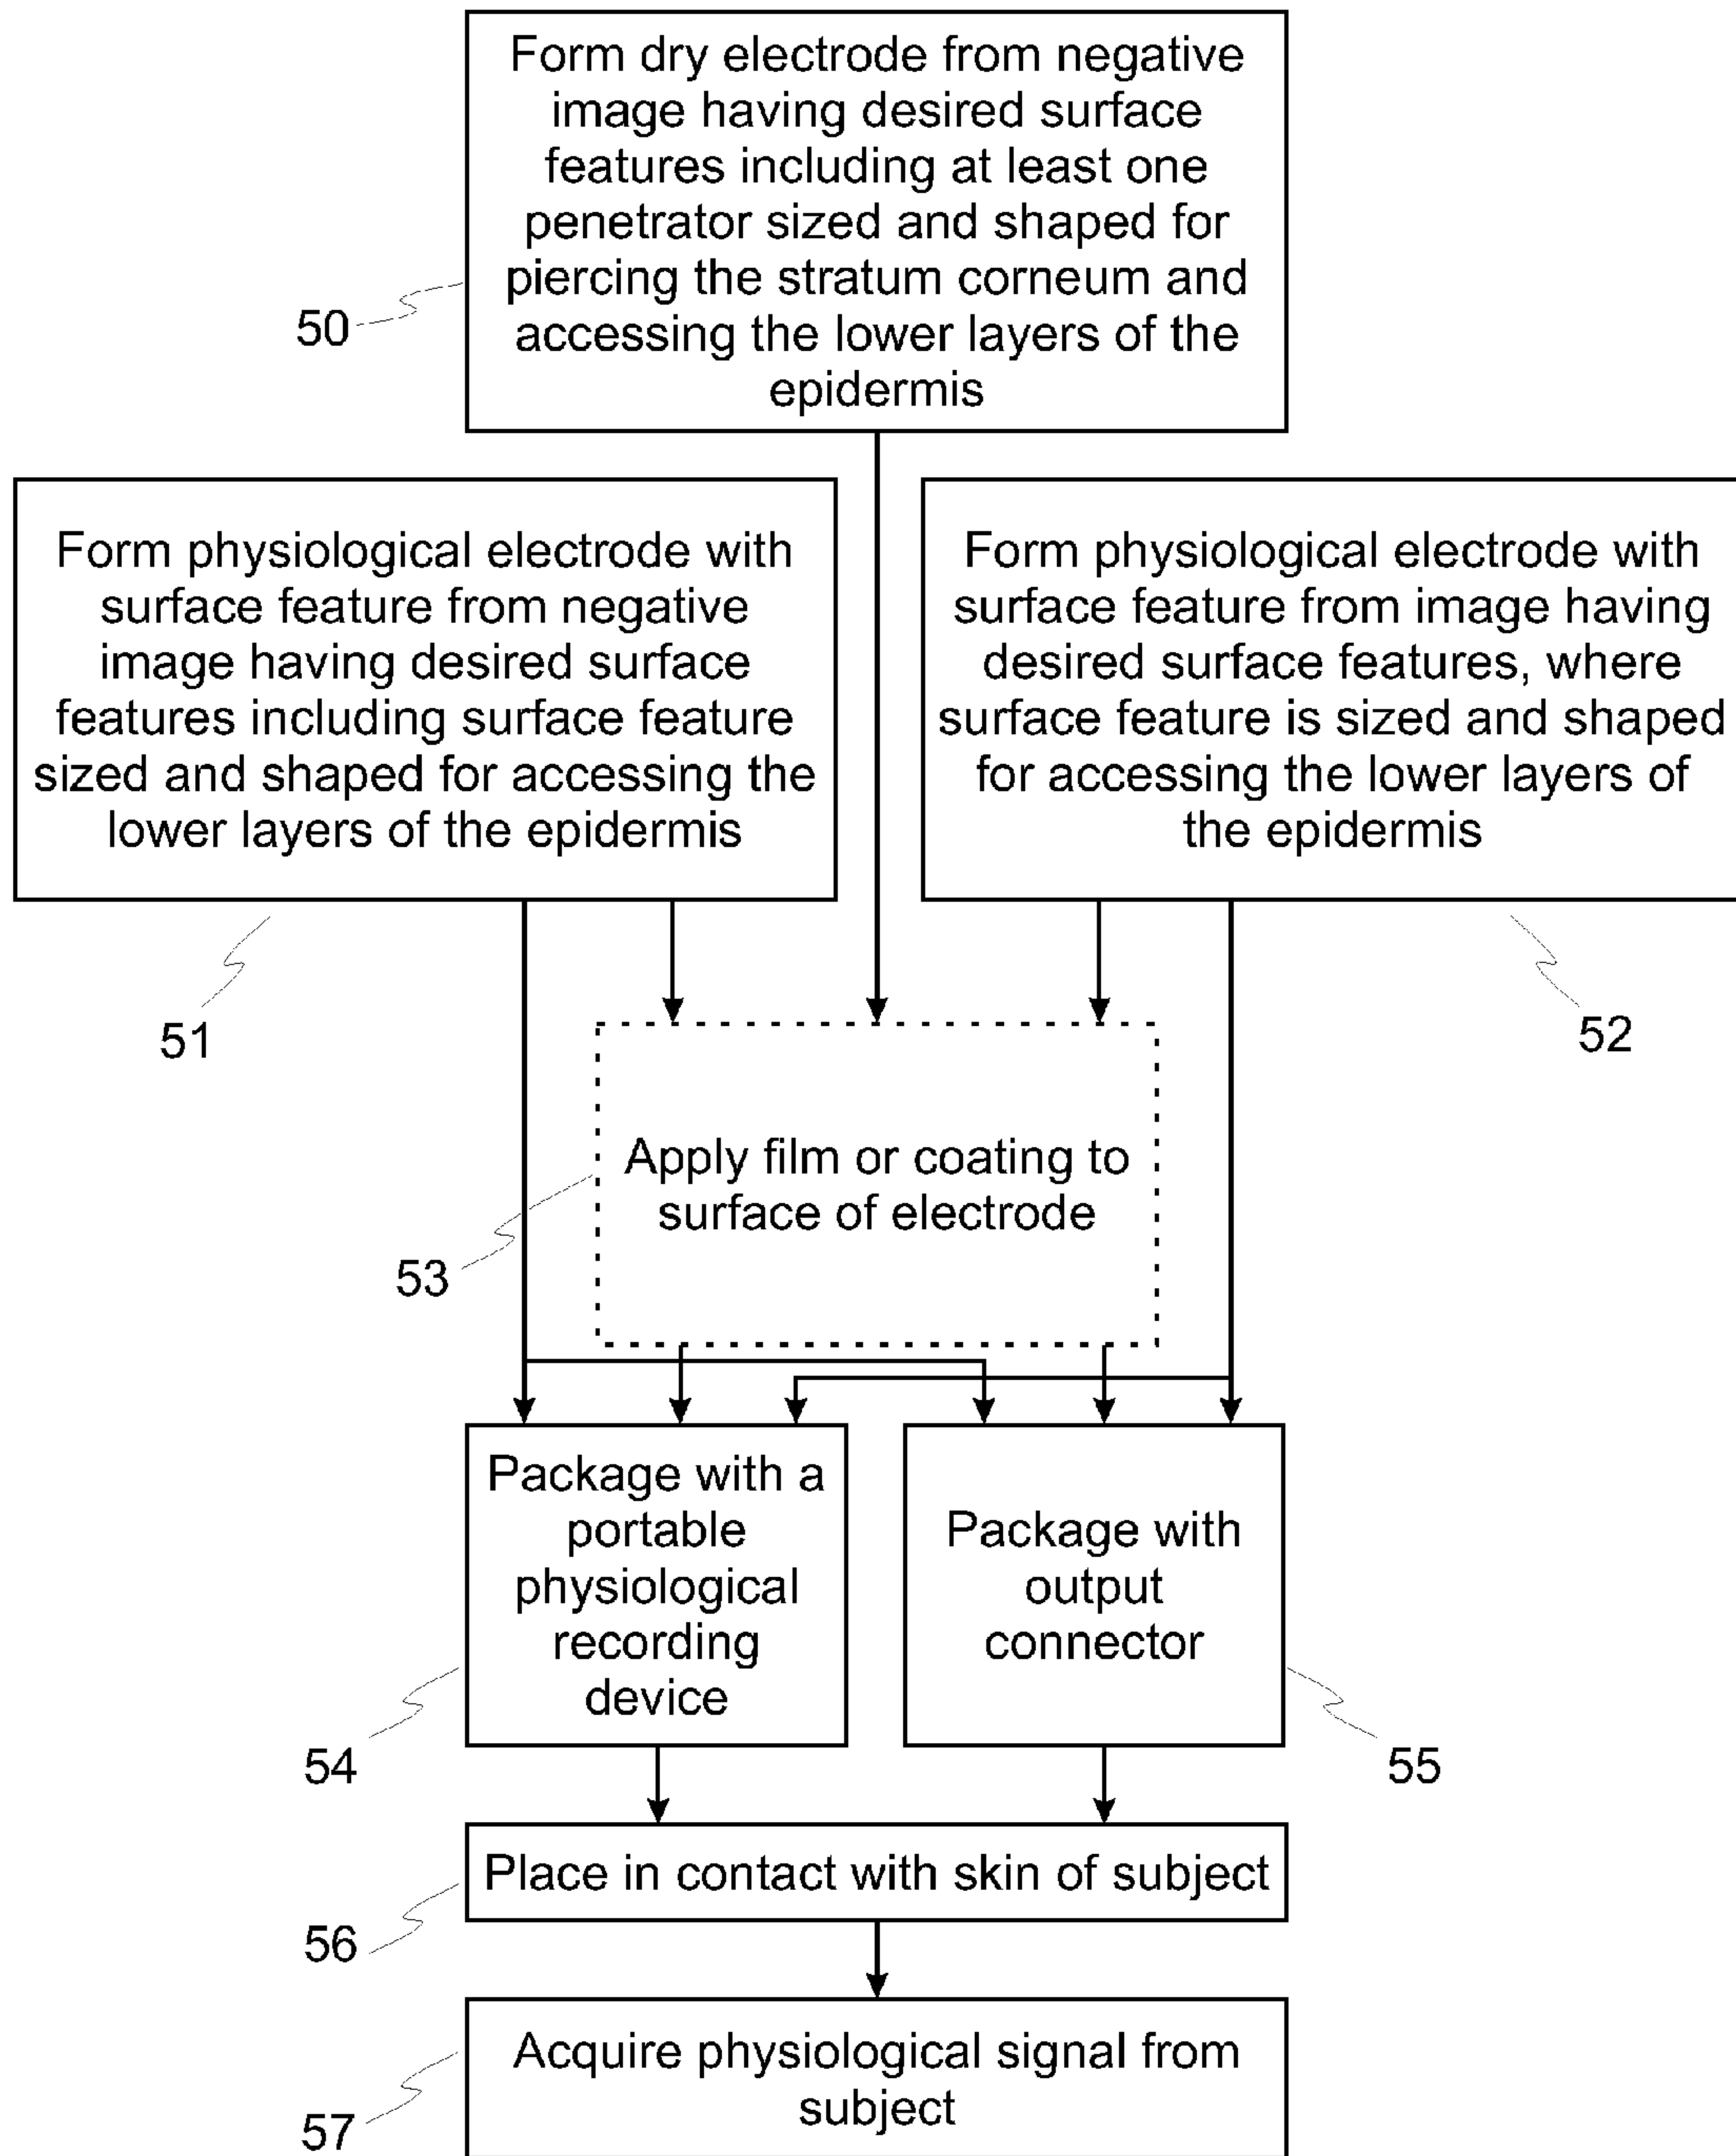 Form dry electrode from negative
image having desired surface
features including at least one
penetrator sized and shaped for
piercing the stratum corneum and
accessing the lower layers of the
epidermis
50
Form physiological electrode with
surface feature from negative
image having desired surface
features including surface feature
sized and shaped for accessing the
lower layers of the epidermis
51
Form physiological electrode with
surface feature from image having
desired surface features, where
surface feature is sized and shaped
for accessing the lower layers of
the epidermis
52
Apply film or coating to
surface of electrode
53
Package with a
portable
physiological
recording
device
54
Package with
output
connector
55
Place in contact with skin of subject
56
Acquire physiological signal from
subject
57